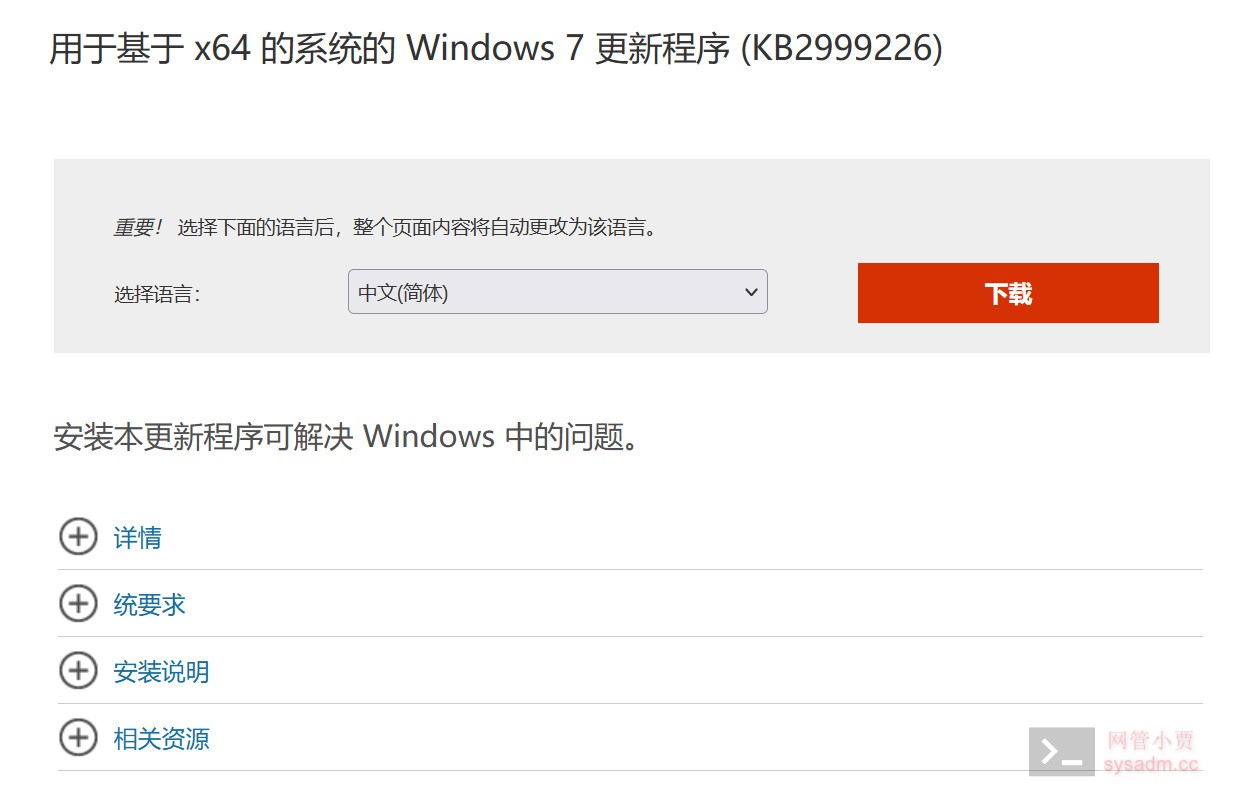 用于基于 x64 的系统的 Windows 7 更新程序 (KB2999226)
重要！选择下面的语言后，整个页面内容将自动更改为该语言。
选择语言：
中文(简体)
下载
安装本更新程序可解决 Windows 中的问题。
详情
统要求
安装说明
相关资源
网管小贾
sysadm.cc